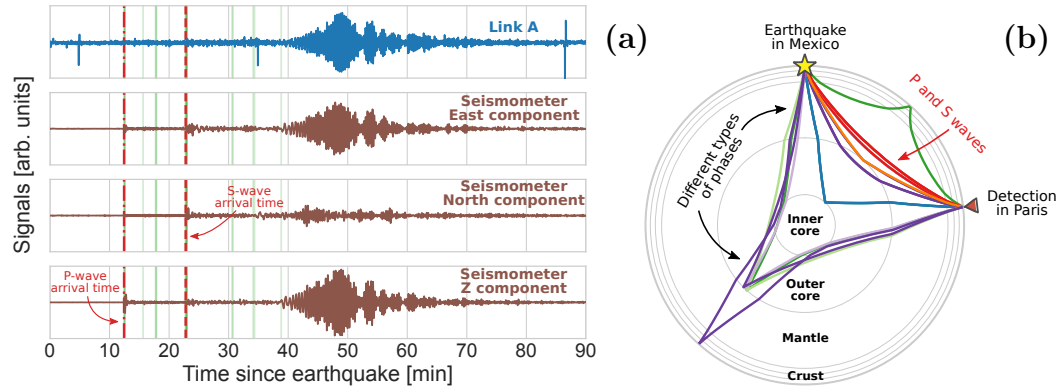 Signals [arb. units]
Link A
Seismometer
East component
Seismometer
North component
S-wave
arrival time
Seismometer
Z component
P-wave
arrival time
0 10 20 30 40 50 60 70 80 90
Time since earthquake [min]
(a)
(b)
Earthquake
in Mexico
P and S waves
Different types
of phases
Detection
in Paris
Inner
core
Outer
core
Mantle
Crust